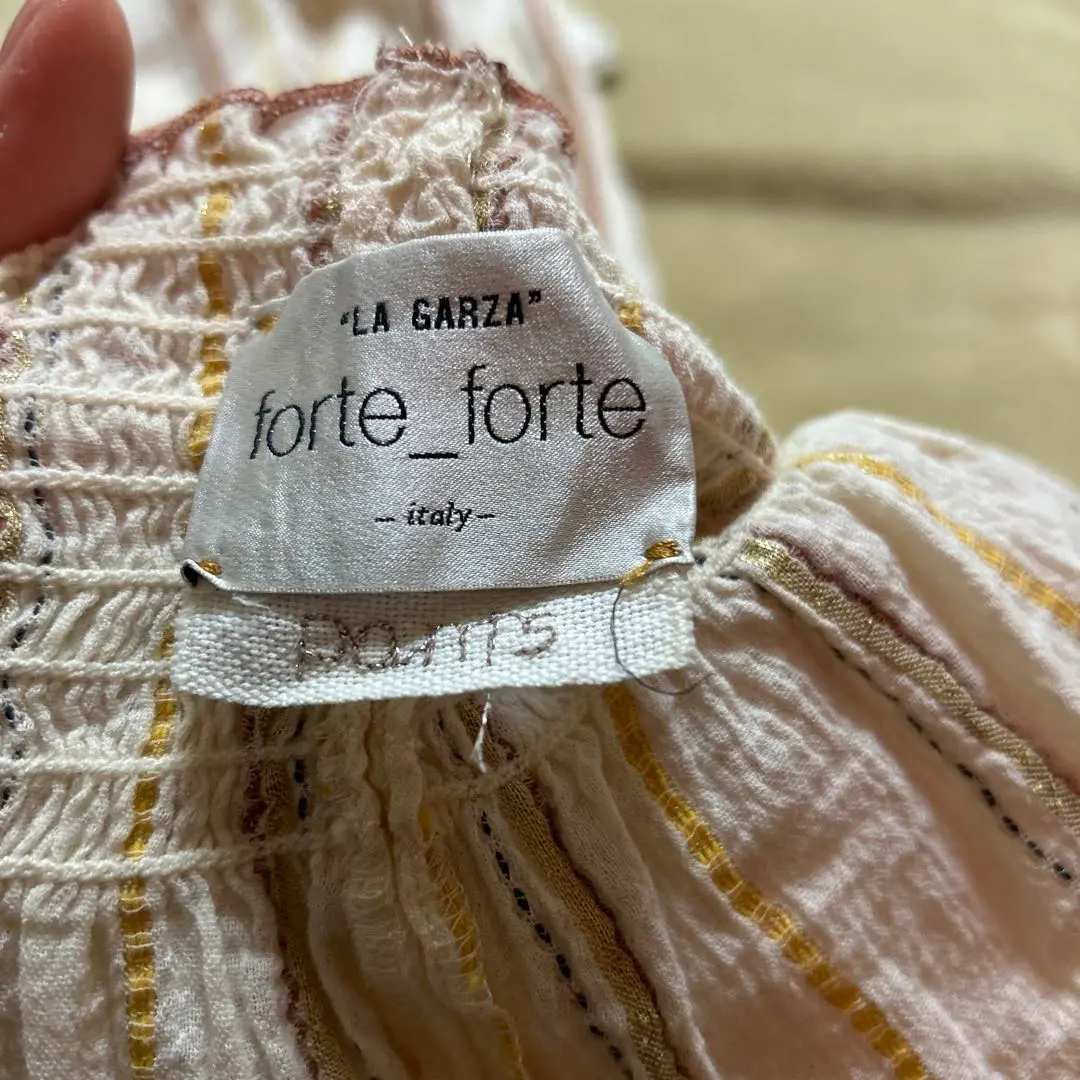 “LA GARZA”
forte_forte
– italy –